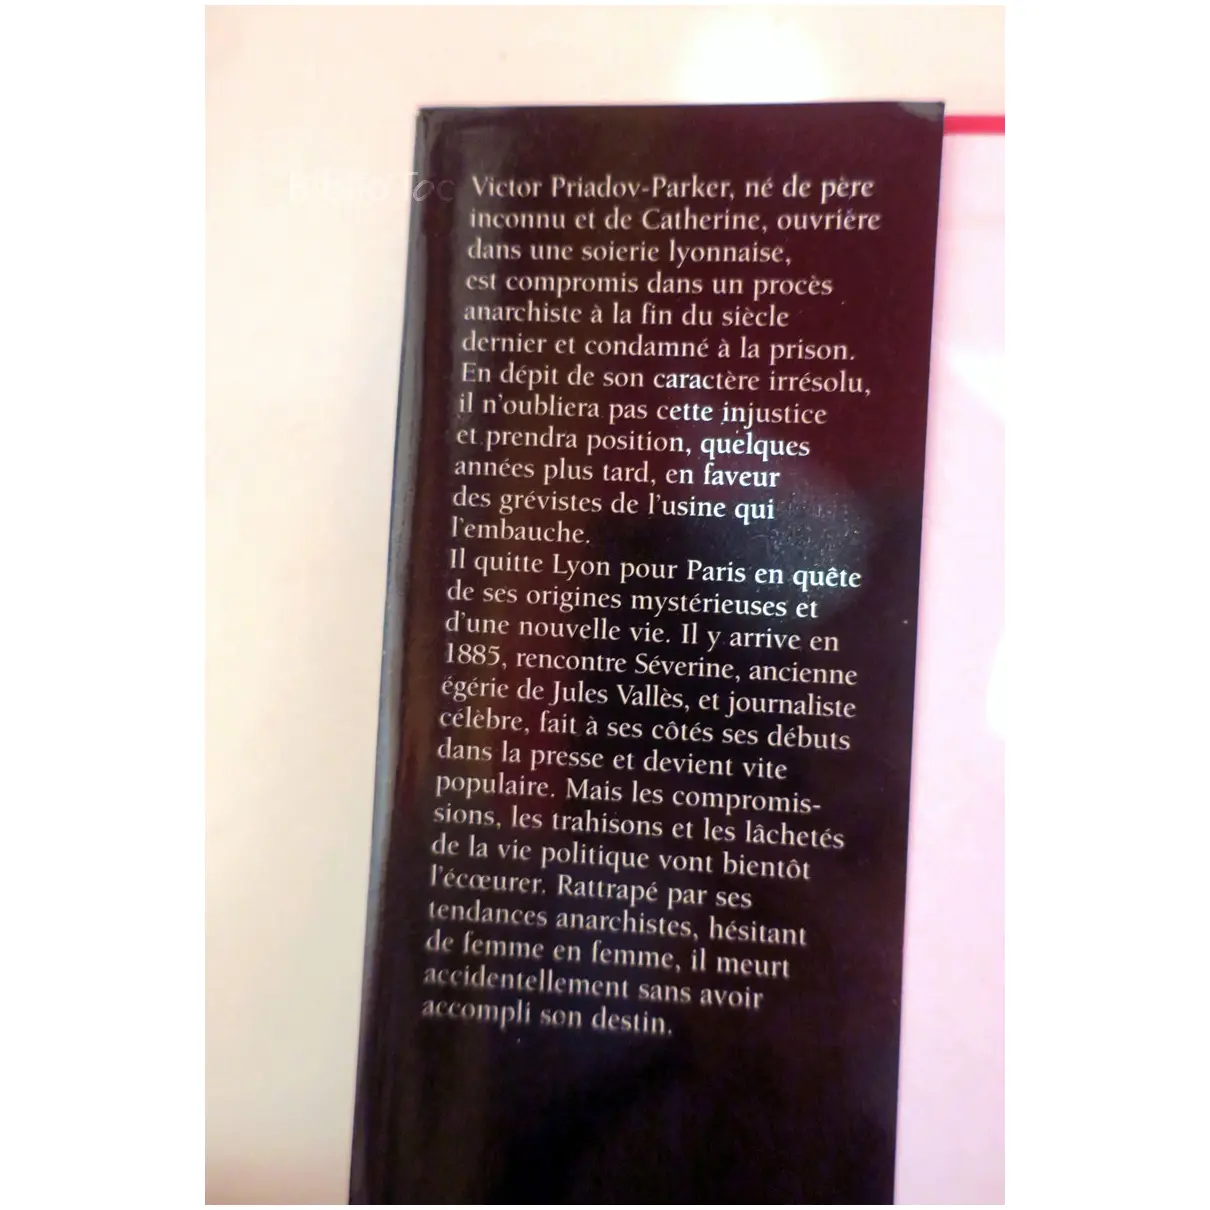 Victor Priadov-Parker, né de père
inconnu et de Catherine, ouvrière
dans une soierie lyonnaise,
est compromis dans un procès
anarchiste à la fin du siècle
dernier et condamné à la prison.
En dépit de son caractère irrésolu,
il n'oubliera pas cette injustice
et prendra position, quelques
années plus tard, en faveur
des grévistes de l'usine qui
l'embauche.
Il quitte Lyon pour Paris en quête
de ses origines mystérieuses et
d'une nouvelle vie. Il y arrive en
1885, rencontre Séverine, ancienne
égérie de Jules Vallès, et journaliste
célèbre, fait à ses côtés ses débuts
dans la presse et devient vite
populaire. Mais les compromis-
sions, les trahisons et les lâchetés
de la vie politique vont bientôt
l'écœurer. Rattrapé par ses
tendances anarchistes, hésitant
de femme en femme, il meurt
accidentellement sans avoir
accompli son destin.